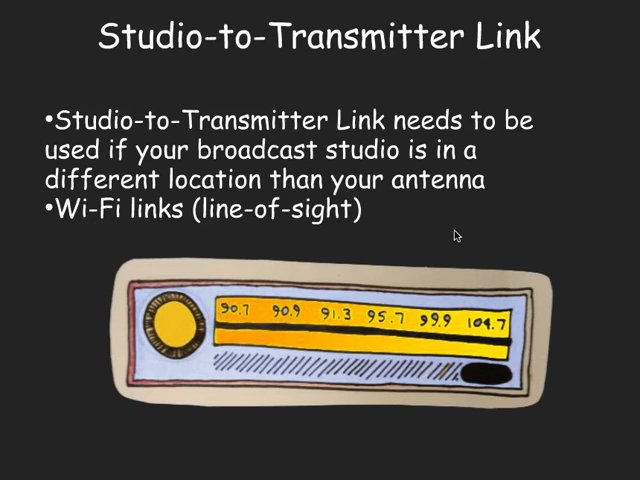 Studio-to-Transmitter Link
•Studio-to-Transmitter Link needs to be
used if your broadcast studio is in a
different location than your antenna
•Wi-Fi links (line-of-sight)
90.7 90.9 91.3 95.7 99.9 104.7